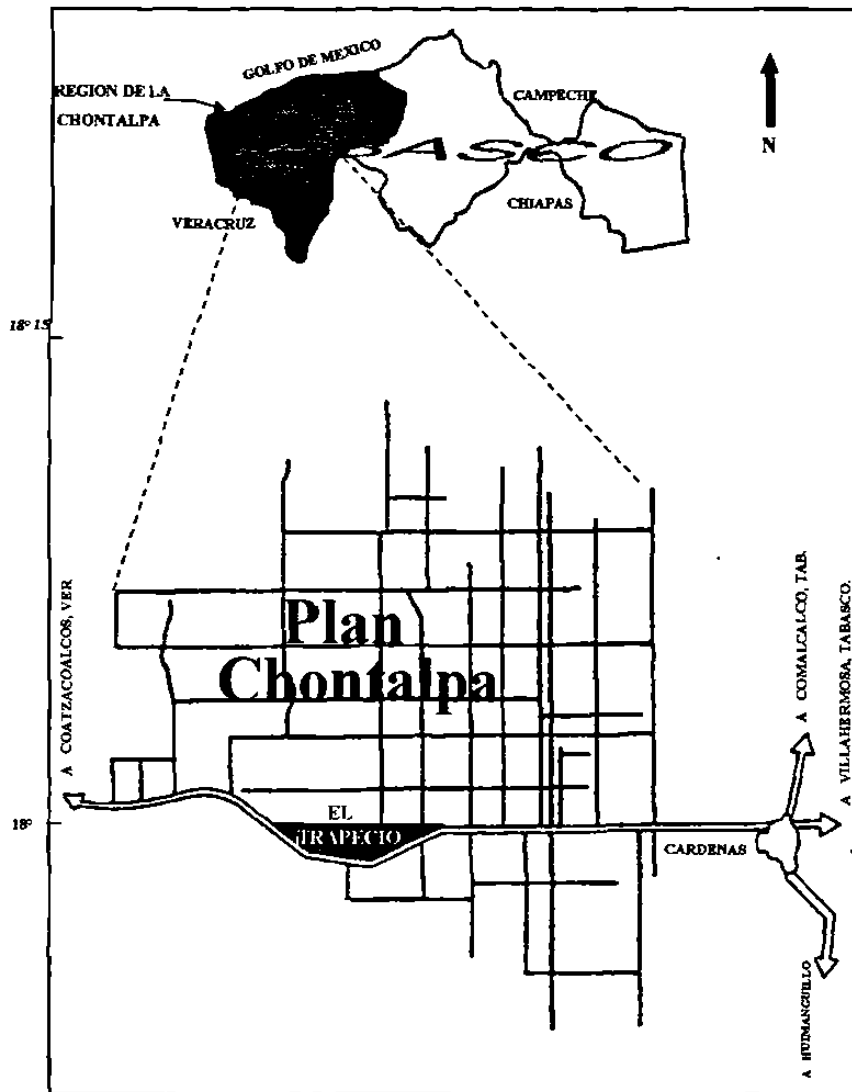 GOLFO DE MEXICO
REGION DE LA
CHONTALPA
CAMPECHE
N
ASCO
CHIAPAS
VERACRUZ
18° 15
Plan
Chontalpa
A COATZACOALCOS, VER
A COMALCALCO, TAB.
A VILLAHERMOSA, TABASCO.
18°
EL
TRAPECIO
CARDENAS
A HUIMANGUILLO